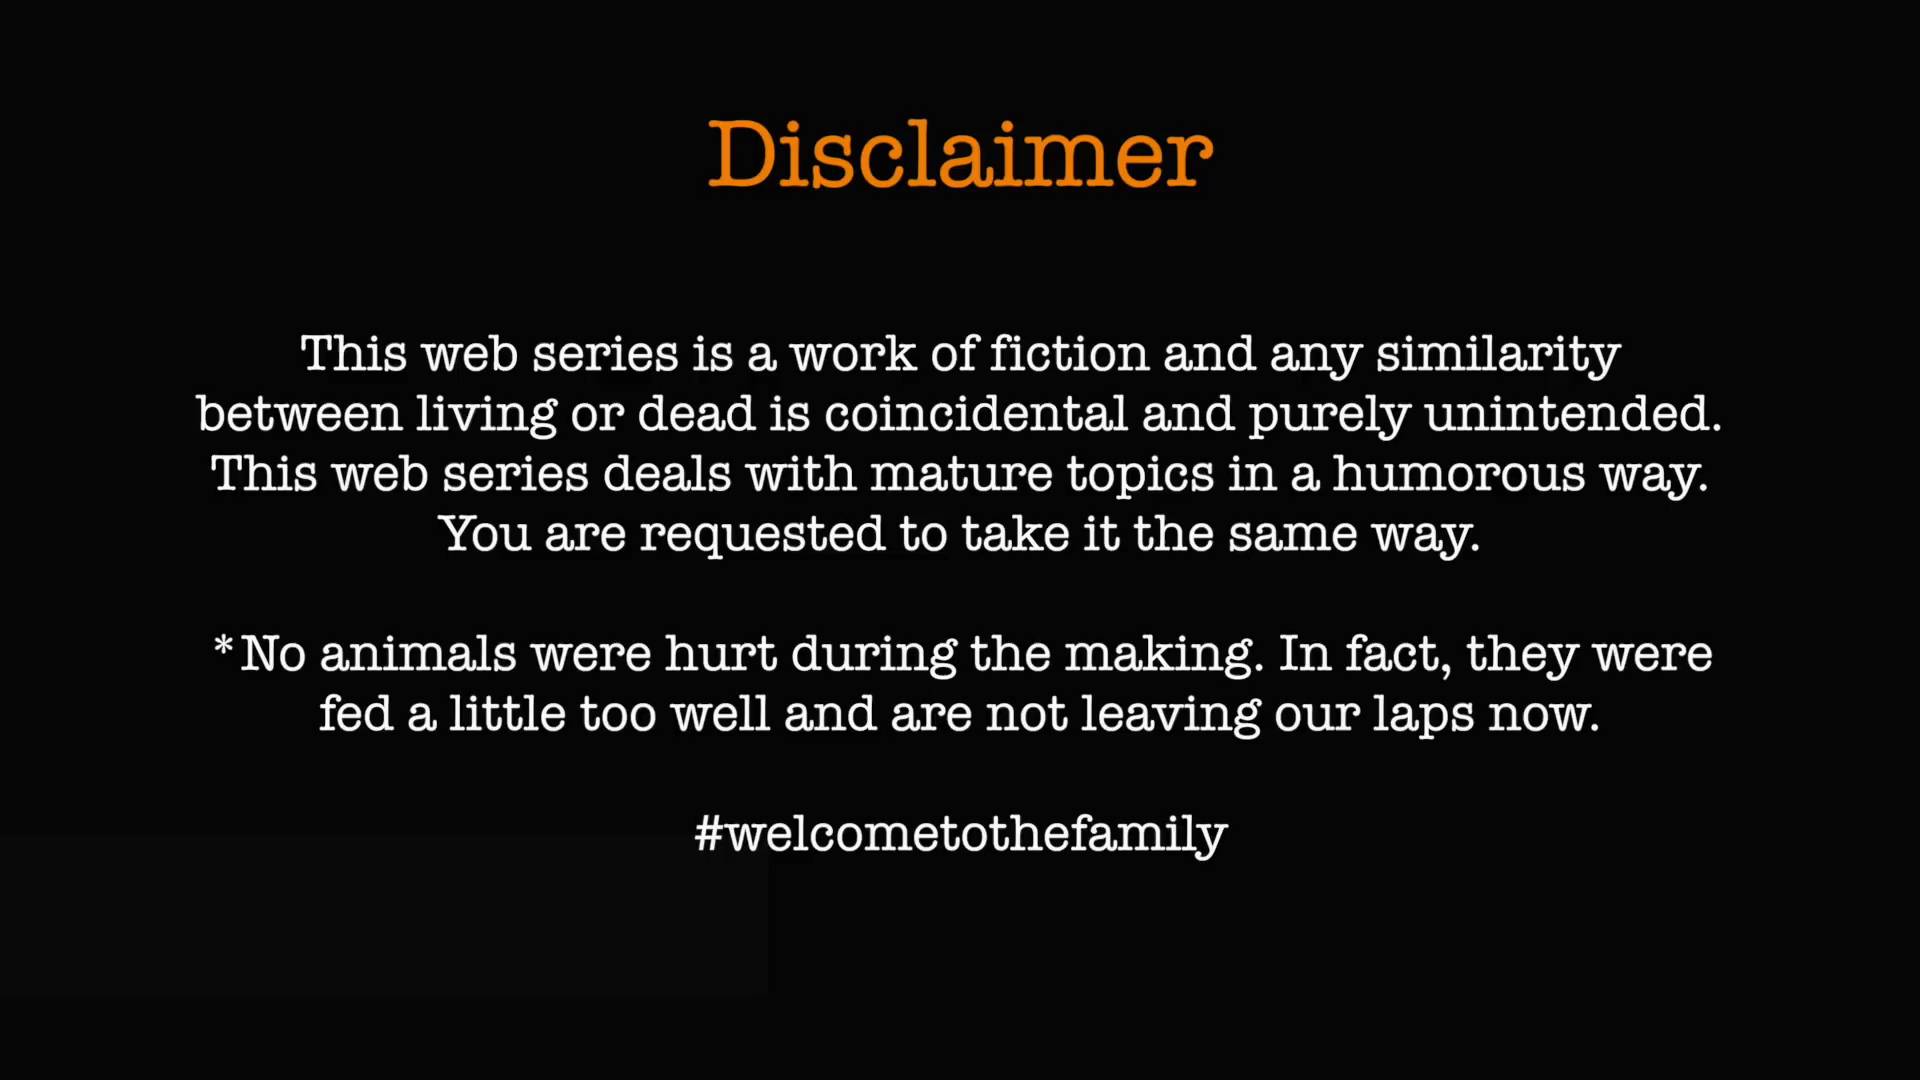 Disclaimer
This web series is a work of fiction and any similarity
between living or dead is coincidental and purely unintended.
This web series deals with mature topics in a humorous way.
You are requested to take it the same way.
*No animals were hurt during the making. In fact, they were
fed a little too well and are not leaving our laps now.
#welcometothefamily